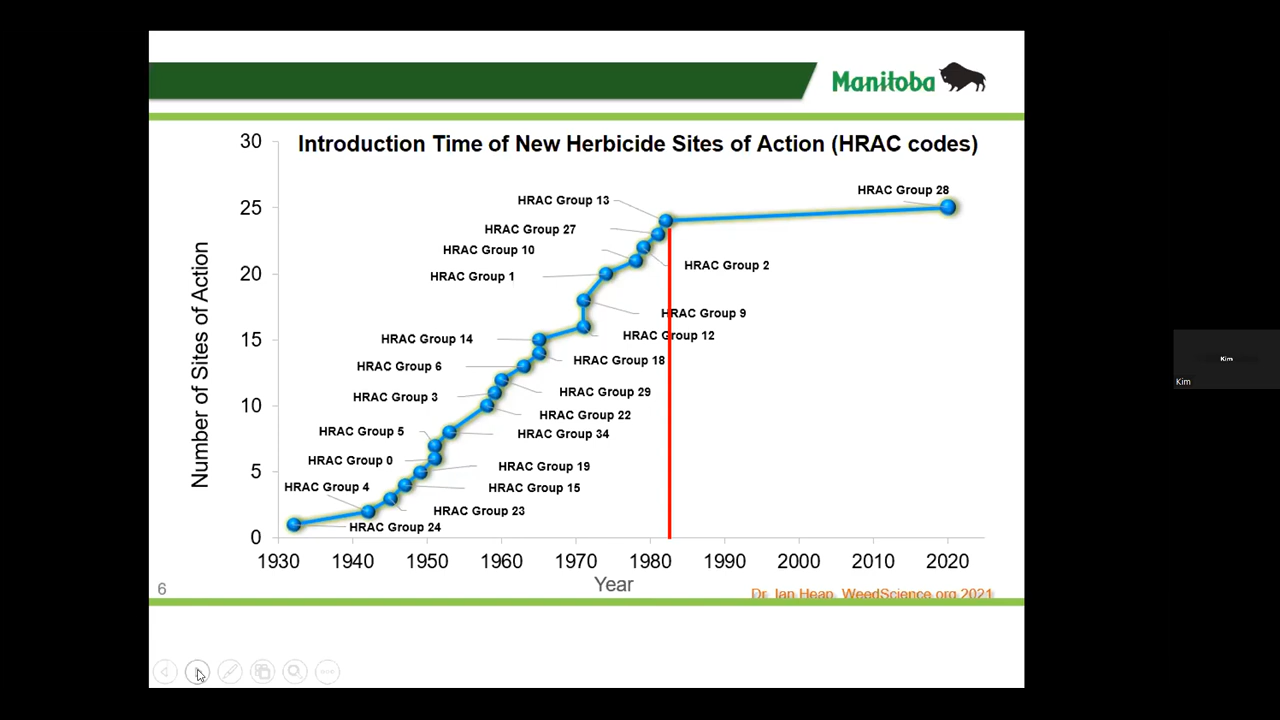 Manitoba
Introduction Time of New Herbicide Sites of Action (HRAC codes)
30
25
20
15
10
5
0
Number of Sites of Action
HRAC Group 28
HRAC Group 13
HRAC Group 27
HRAC Group 10
HRAC Group 2
HRAC Group 1
HRAC Group 9
HRAC Group 12
HRAC Group 14
HRAC Group 18
HRAC Group 6
HRAC Group 29
HRAC Group 3
HRAC Group 22
HRAC Group 5
HRAC Group 34
HRAC Group 0
HRAC Group 19
HRAC Group 4
HRAC Group 15
HRAC Group 23
HRAC Group 24
1930 1940 1950 1960 1970 1980 1990 2000 2010 2020
Year
6
Dr. Ian Heap, WeedScience.org 2021
Kim
Kim